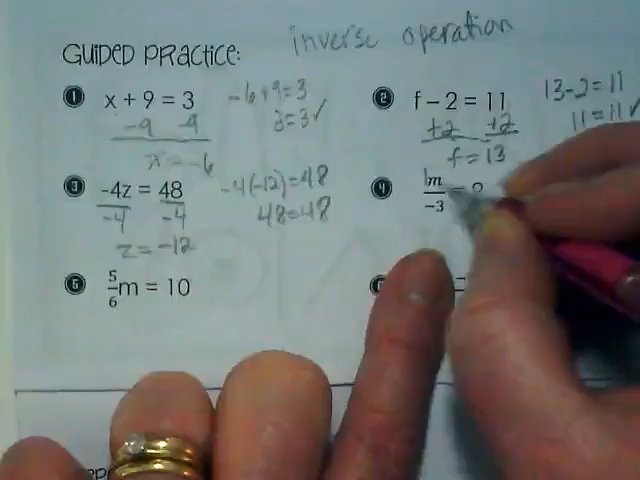 inverse operation
GUIDED PRACTICE:
1 x + 9 = 3
-9 -9
x = -6
-6+9=3
3=3✓
2 f - 2 = 11
+2 +2
f = 13
13-2=11
11=11✓
3 -4z = 48
-4 -4
z = -12
-4(-12)=48
48=48
4 1m
-3
=
5 5/6 m = 10